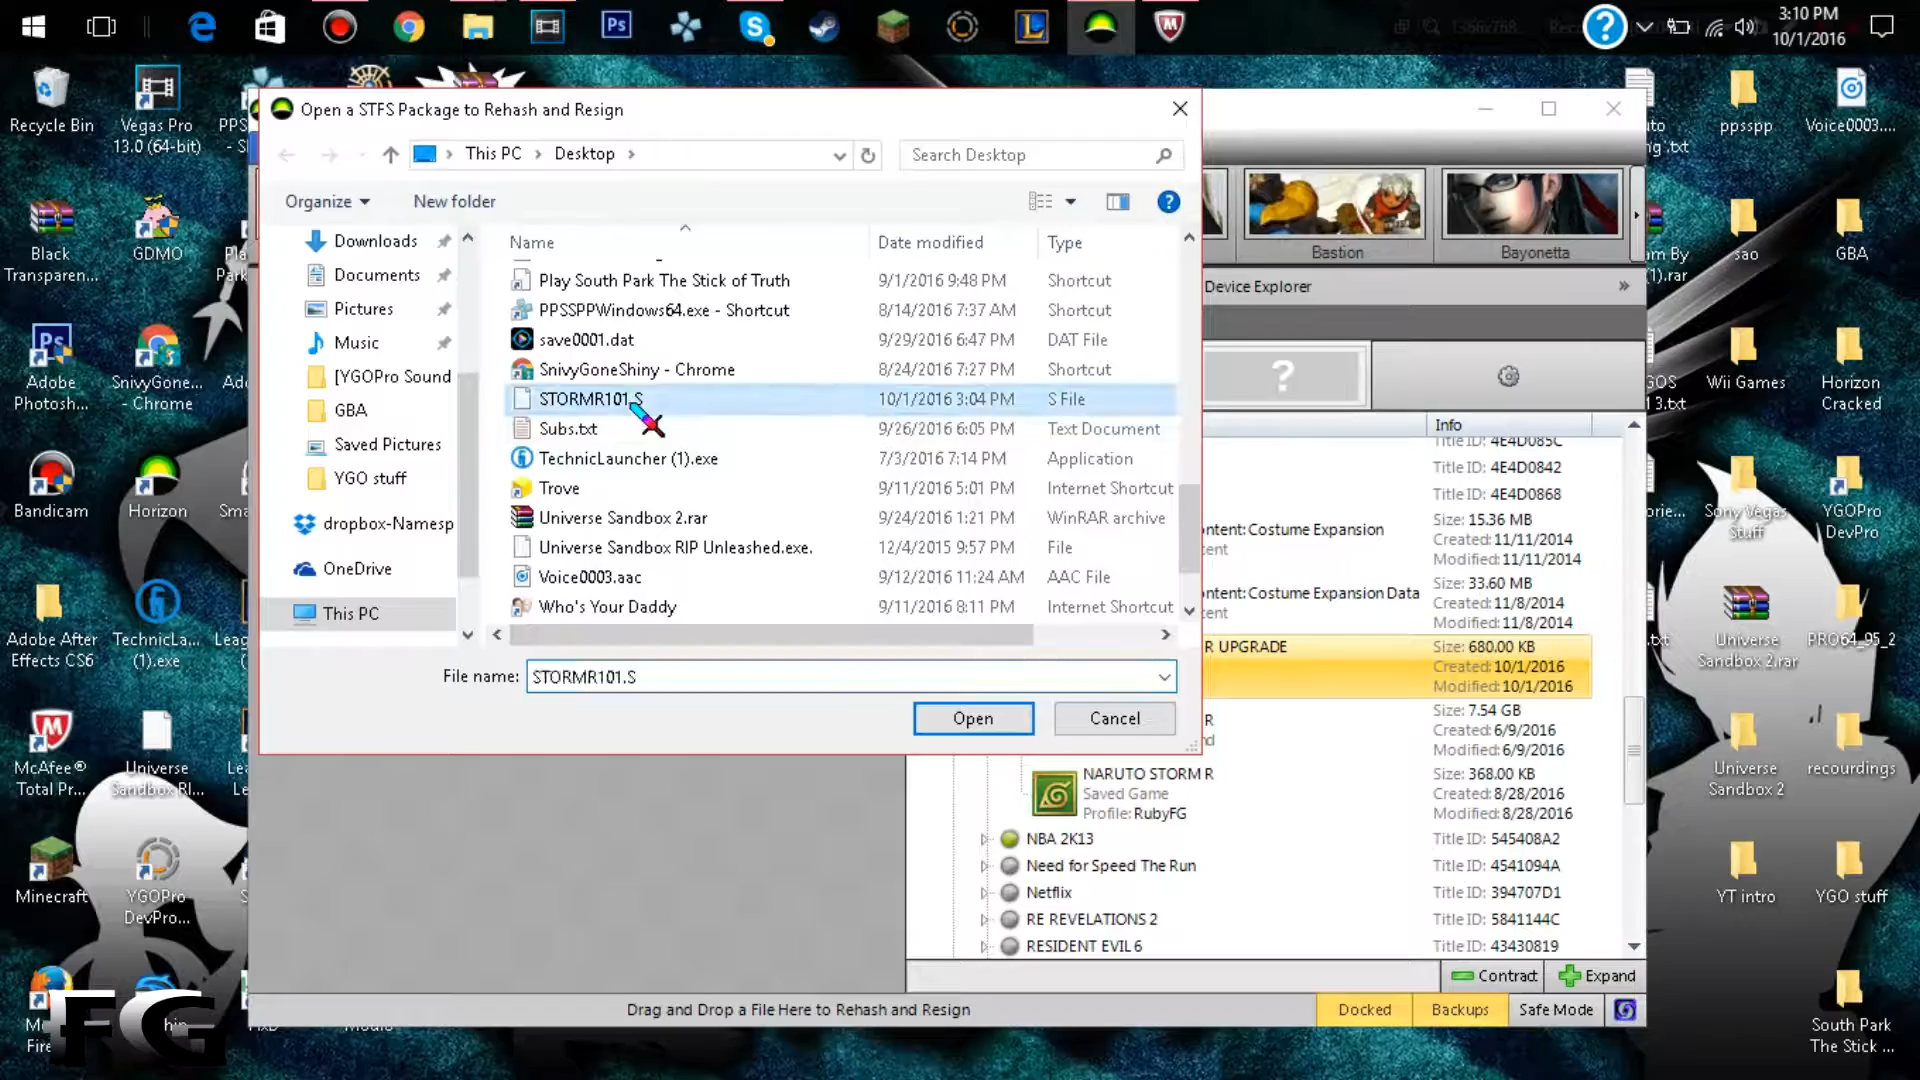 3:10 PM
10/1/2016
Recycle Bin
Vegas Pro
13.0 (64-bit)
Black
Transparen...
GDMO
Adobe
Photosh...
SnivyGone...
- Chrome
Bandicam
Horizon
Adobe After
Effects CS6
TechnicLa...
(1).exe
McAfee®
Total Pr...
Universe
Sandbox RI...
Minecraft
YGOPro
DevPro...
FG
Open a STFS Package to Rehash and Resign
This PC
Desktop
Search Desktop
Organize
New folder
Downloads
Documents
Pictures
Music
[YGOPro Sound
GBA
Saved Pictures
YGO stuff
dropbox-Namesp
OneDrive
This PC
Name
Date modified
Type
Play South Park The Stick of Truth
9/1/2016 9:48 PM
Shortcut
PPSSPPWindows64.exe - Shortcut
8/14/2016 7:37 AM
Shortcut
save0001.dat
9/29/2016 6:47 PM
DAT File
SnivyGoneShiny - Chrome
8/24/2016 7:27 PM
Shortcut
STORMR101.S
10/1/2016 3:04 PM
S File
Subs.txt
9/26/2016 6:05 PM
Text Document
TechnicLauncher (1).exe
7/3/2016 7:14 PM
Application
Trove
9/11/2016 5:01 PM
Internet Shortcut
Universe Sandbox 2.rar
9/24/2016 1:21 PM
WinRAR archive
Universe Sandbox RIP Unleashed.exe.
12/4/2015 9:57 PM
File
Voice0003.aac
9/12/2016 11:24 AM
AAC File
Who's Your Daddy
9/11/2016 8:11 PM
Internet Shortcut
File name:
STORMR101.S
Open
Cancel
Bastion
Bayonetta
Device Explorer
?
Info
Title ID: 4E4D085C
Title ID: 4E4D0842
Title ID: 4E4D0868
ontent: Costume Expansion
Size: 15.36 MB
Created: 11/11/2014
Modified: 11/11/2014
ontent: Costume Expansion Data
Size: 33.60 MB
Created: 11/8/2014
Modified: 11/8/2014
R UPGRADE
Size: 680.00 KB
Created: 10/1/2016
Modified: 10/1/2016
R
Size: 7.54 GB
Created: 6/9/2016
Modified: 6/9/2016
NARUTO STORM R
Saved Game
Profile: RubyFG
Size: 368.00 KB
Created: 8/28/2016
Modified: 8/28/2016
NBA 2K13
Title ID: 545408A2
Need for Speed The Run
Title ID: 4541094A
Netflix
Title ID: 394707D1
RE REVELATIONS 2
Title ID: 5841144C
RESIDENT EVIL 6
Title ID: 43430819
Contract
Expand
Drag and Drop a File Here to Rehash and Resign
Docked
Backups
Safe Mode
ppsspp
Voice0003....
sao
GBA
Wii Games
Horizon
Cracked
Sony Vegas
Stuff
YGOPro
DevPro
Universe
Sandbox 2.rar
PRO64_95_2
Universe
Sandbox 2
recourdings
YT intro
YGO stuff
South Park
The Stick ...